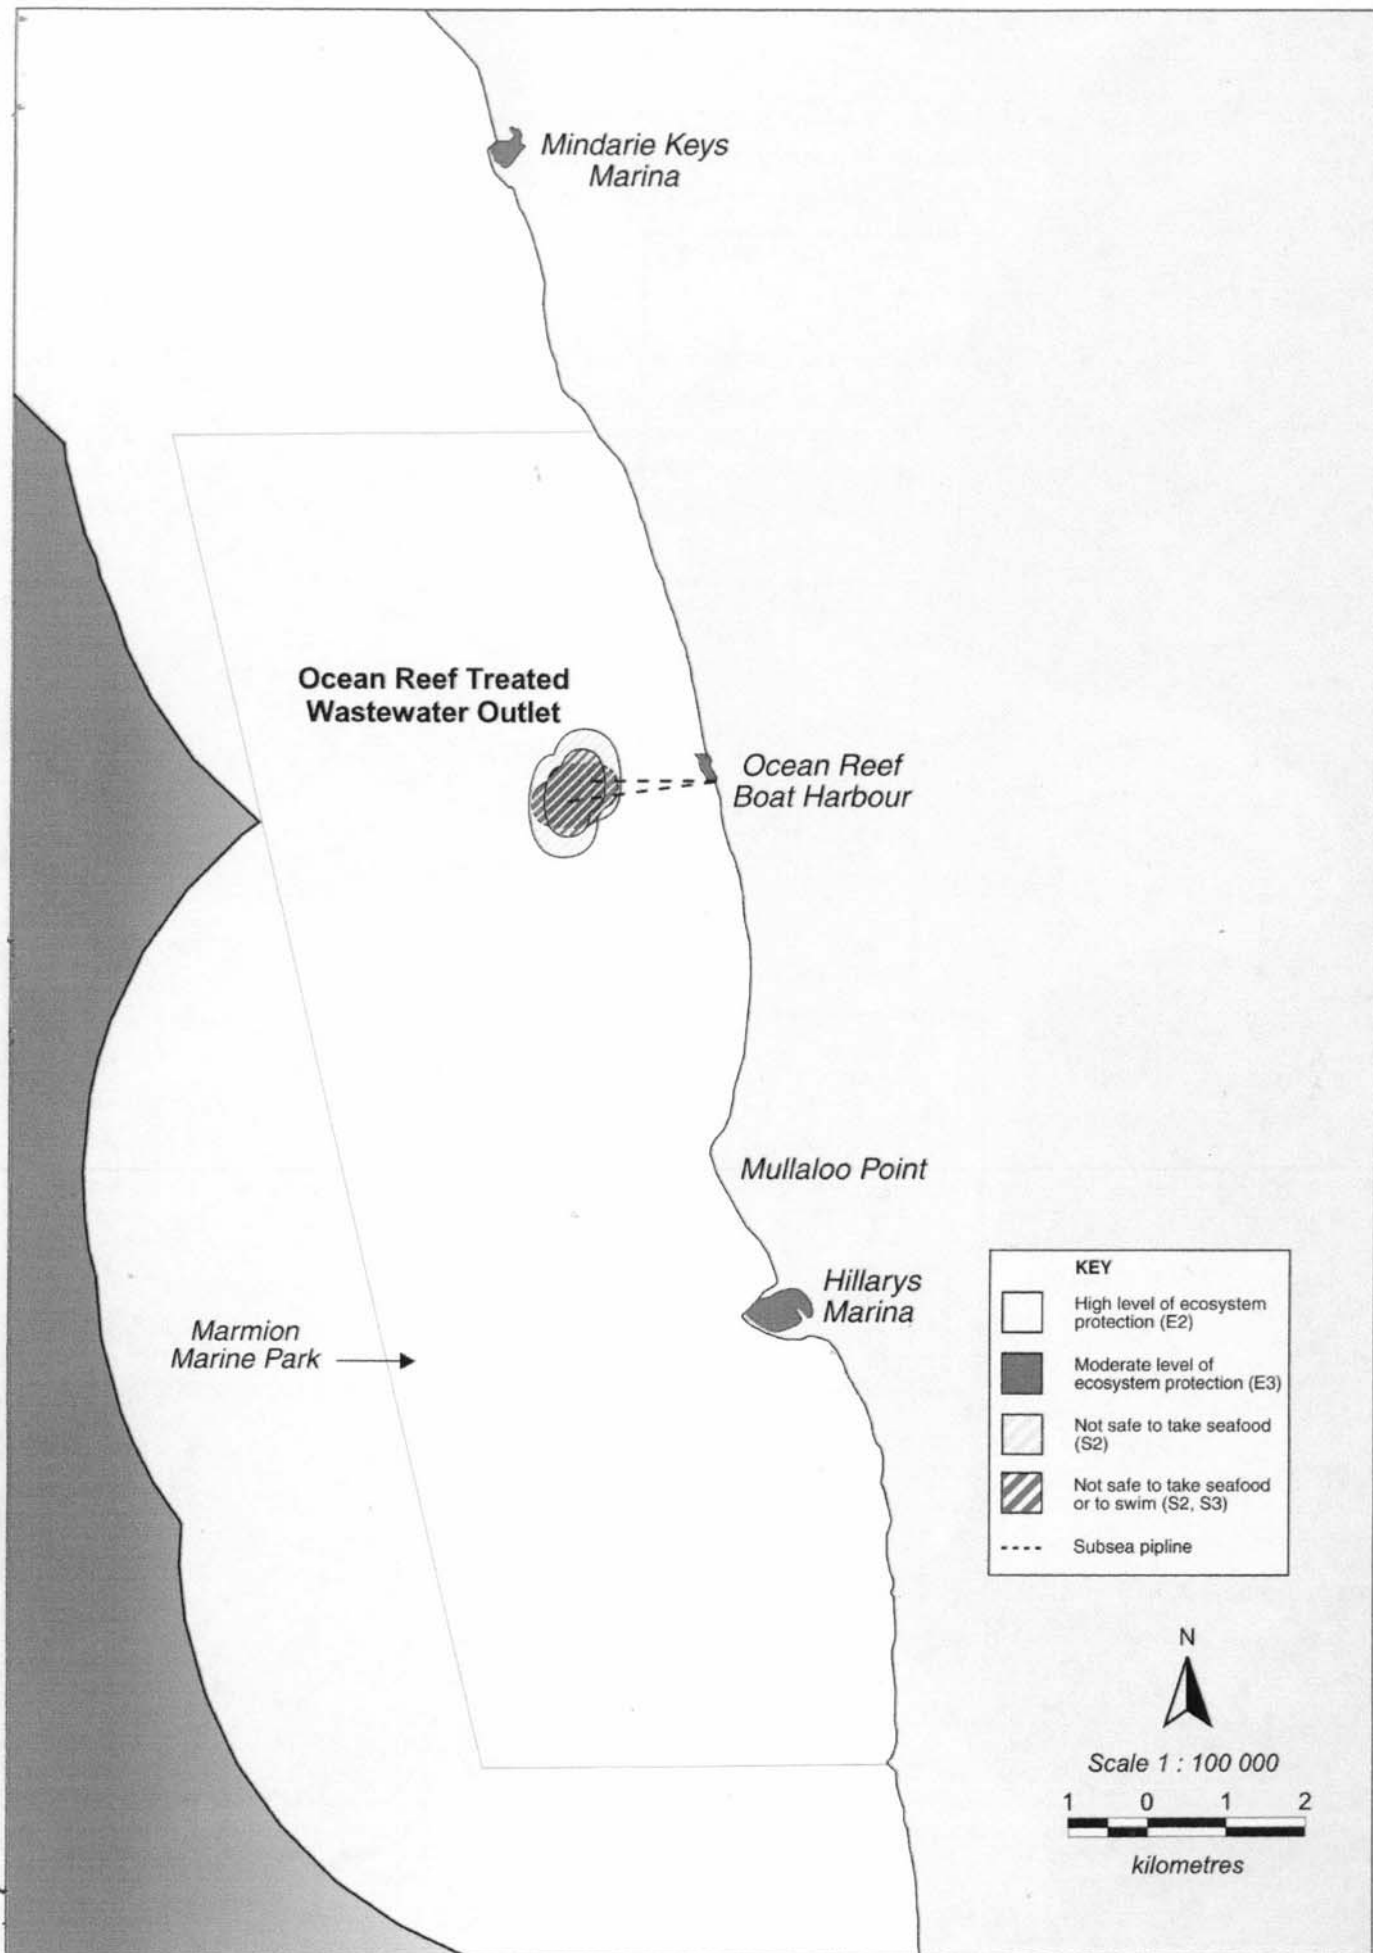 Mindarie Keys
Marina
Ocean Reef Treated
Wastewater Outlet
Ocean Reef
Boat Harbour
Mullaloo Point
Hillarys
Marina
Marmion
Marine Park
KEY
High level of ecosystem
protection (E2)
Moderate level of
ecosystem protection (E3)
Not safe to take seafood
(S2)
Not safe to take seafood
or to swim (S2, S3)
Subsea pipline
N
Scale 1 : 100 000
1 0 1 2
kilometres